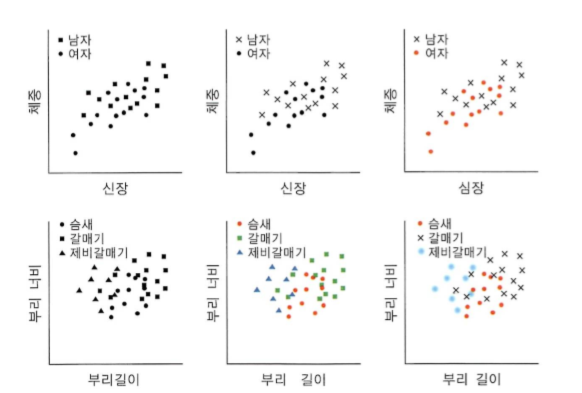 남자
여자
체중
신장
남자
여자
체중
신장
남자
여자
체중
심장
슴새
갈매기
제비갈매기
부리 너비
부리길이
슴새
갈매기
제비갈매기
부리 너비
부리 길이
슴새
갈매기
제비갈매기
부리 너비
부리 길이